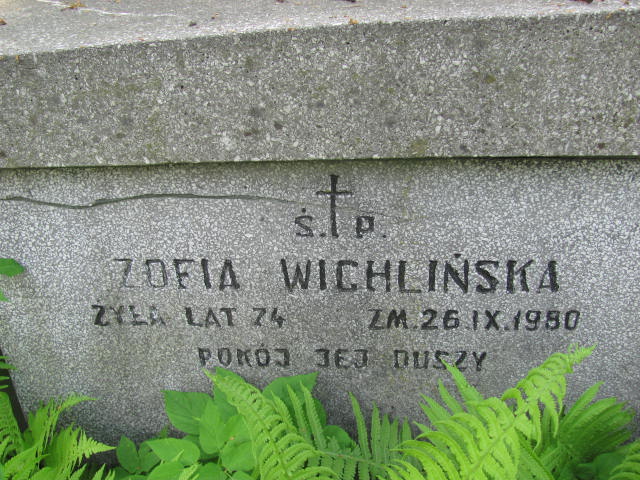 Ś. P.
ZOFIA WICHLIŃSKA
ŻYŁA LAT 74 ZM. 26 IX. 1980
POKÓJ JEJ DUSZY